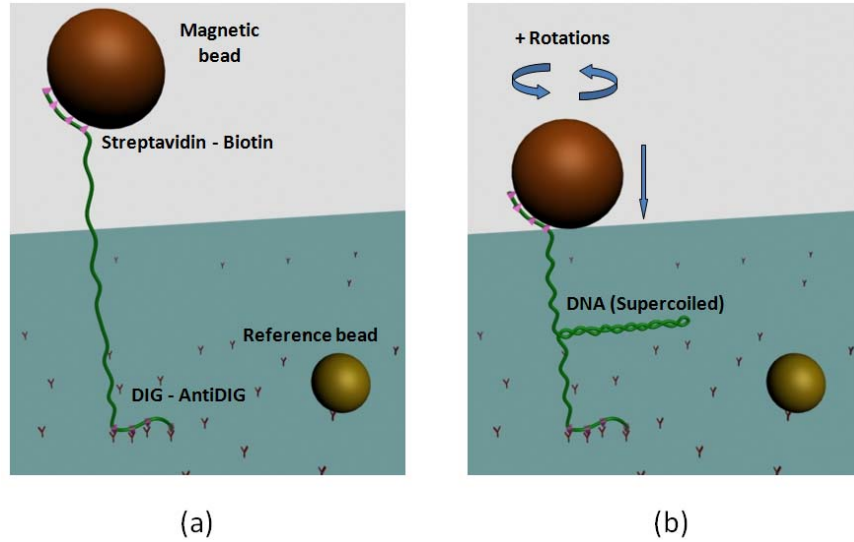 Magnetic
bead
Streptavidin - Biotin
Reference bead
DIG - AntiDIG
(a)
+ Rotations
DNA (Supercoiled)
(b)